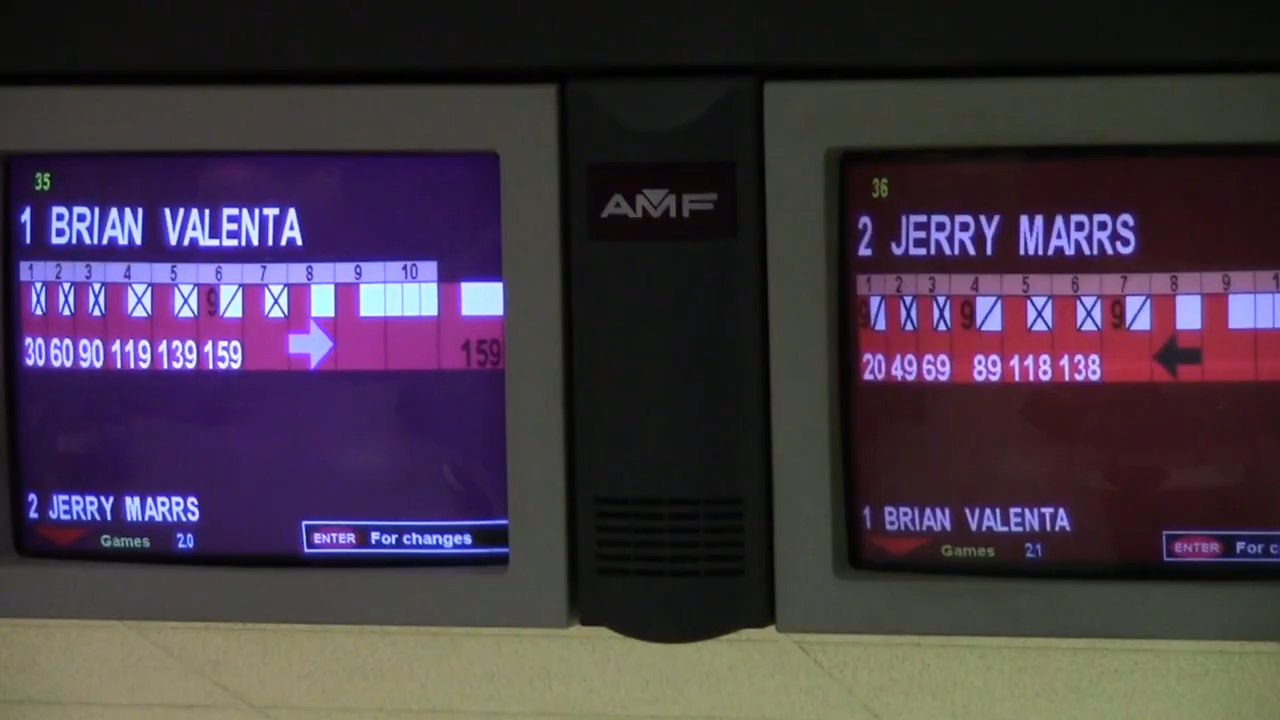 35
1 BRIAN VALENTA
1 2 3 4 5 6 7 8 9 10
X X X X X 9/ X
30 60 90 119 139 159 159
2 JERRY MARRS
Games 2.0 ENTER For changes
AMF
36
2 JERRY MARRS
1 2 3 4 5 6 7 8 9 1
9/ X X 9/ X X 9/
20 49 69 89 118 138
1 BRIAN VALENTA
Games 2.1 ENTER For c